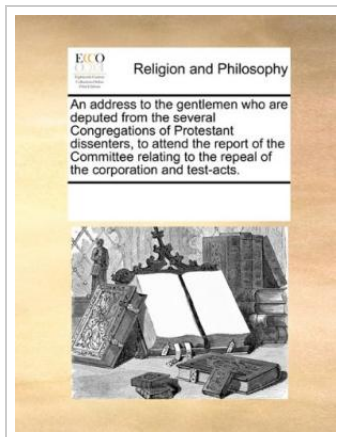 ECCO
Religion and Philosophy
An address to the gentlemen who are
deputed from the several
Congregations of Protestant
dissenters, to attend the report of the
Committee relating to the repeal of
the corporation and test-acts.